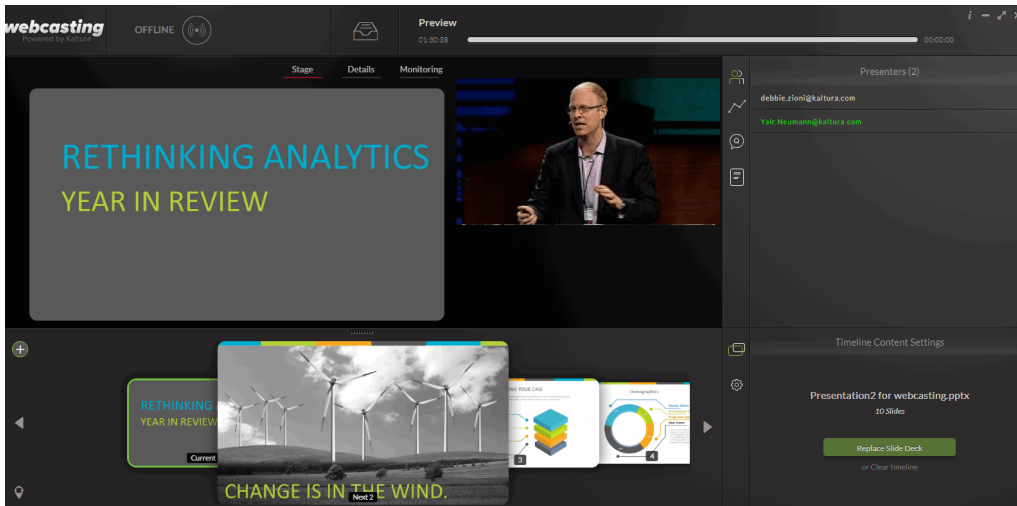 webcasting
Powered by Kaltura
OFFLINE
Preview
01:30:38
00:00:00
i
Stage Details Monitoring
RETHINKING ANALYTICS
YEAR IN REVIEW
Presenters (2)
debbie.zioni@kaltura.com
Yair.Neumann@kaltura.com
RETHINKING
YEAR IN REVIEW
Current
CHANGE IS IN THE WIND.
Next 2
YOUR CASE
3
Demographics
4
Timeline Content Settings
Presentation2 for webcasting.pptx
10 Slides
Replace Slide Deck
or Clear timeline